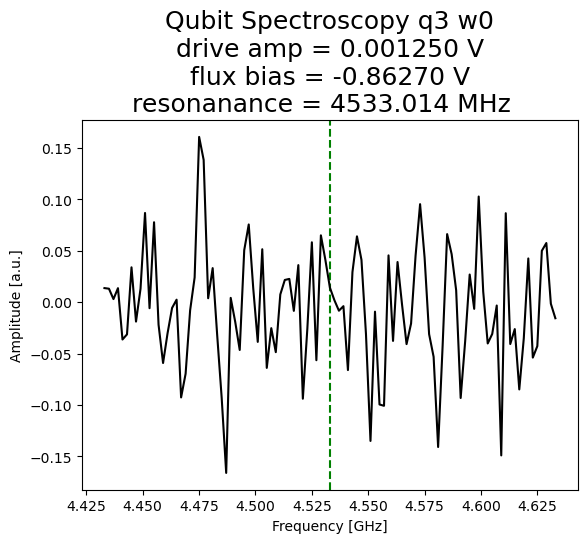 Qubit Spectroscopy q3 w0
drive amp = 0.001250 V
flux bias = -0.86270 V
resonanance = 4533.014 MHz
0.15
0.10
0.05
0.00
−0.05
−0.10
−0.15
Amplitude [a.u.]
4.425 4.450 4.475 4.500 4.525 4.550 4.575 4.600 4.625
Frequency [GHz]